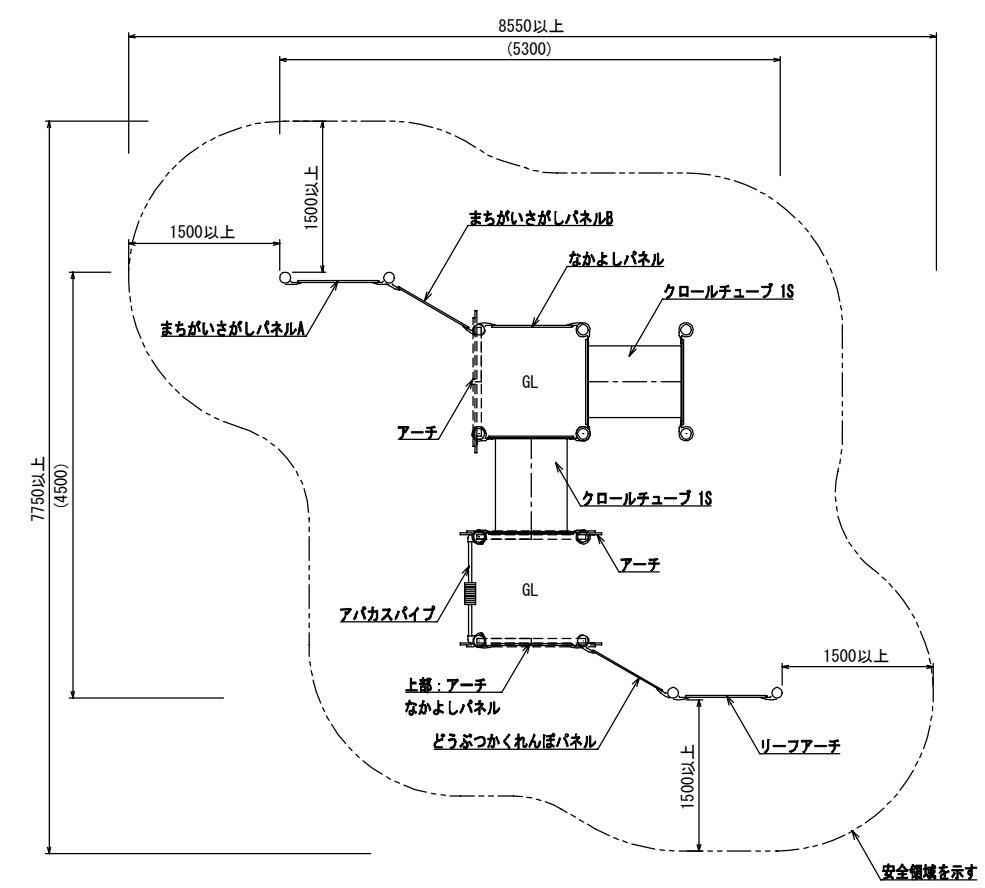 8550以上
(5300)
1500以上
1500以上
まちがいさがしパネルB
なかよしパネル
クロールチューブ 1S
まちがいさがしパネルA
GL
アーチ
7750以上
(4500)
クロールチューブ 1S
アーチ
GL
アバカスパイプ
1500以上
上部：アーチ
なかよしパネル
どうぶつかくれんぼパネル
リーフアーチ
1500以上
安全領域を示す